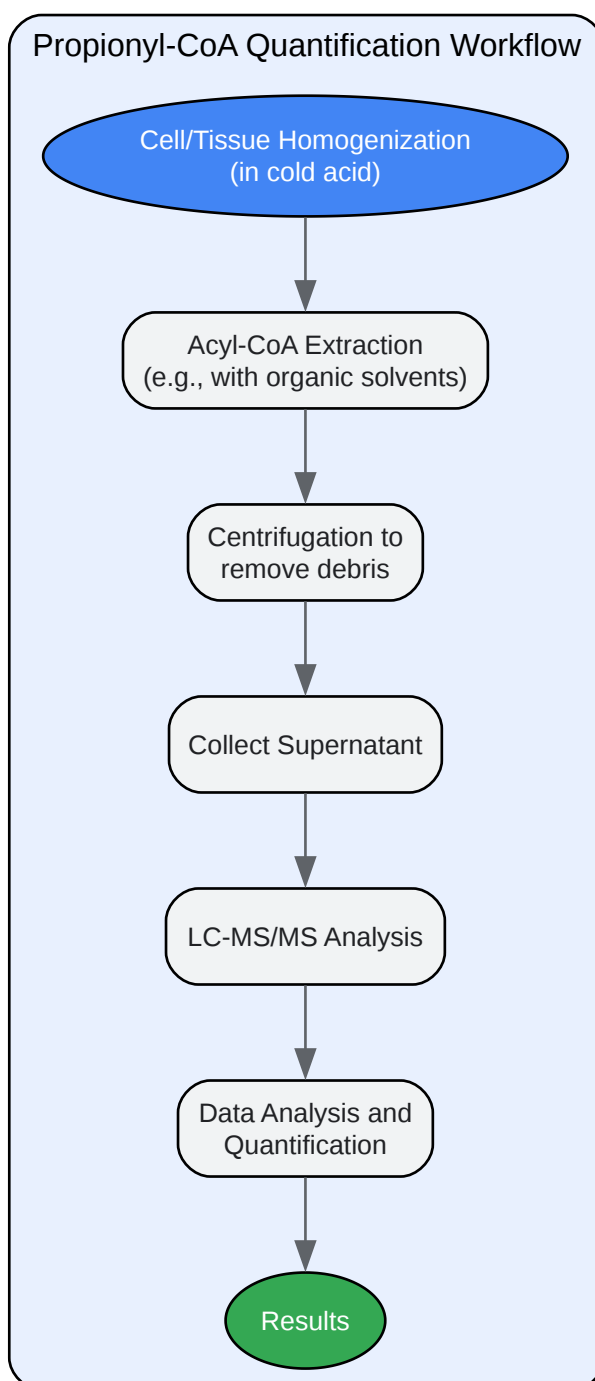 Propionyl-CoA Quantification Workflow
Cell/Tissue Homogenization
(in cold acid)
Acyl-CoA Extraction
(e.g., with organic solvents)
Centrifugation to
remove debris
Collect Supernatant
LC-MS/MS Analysis
Data Analysis and
Quantification
Results